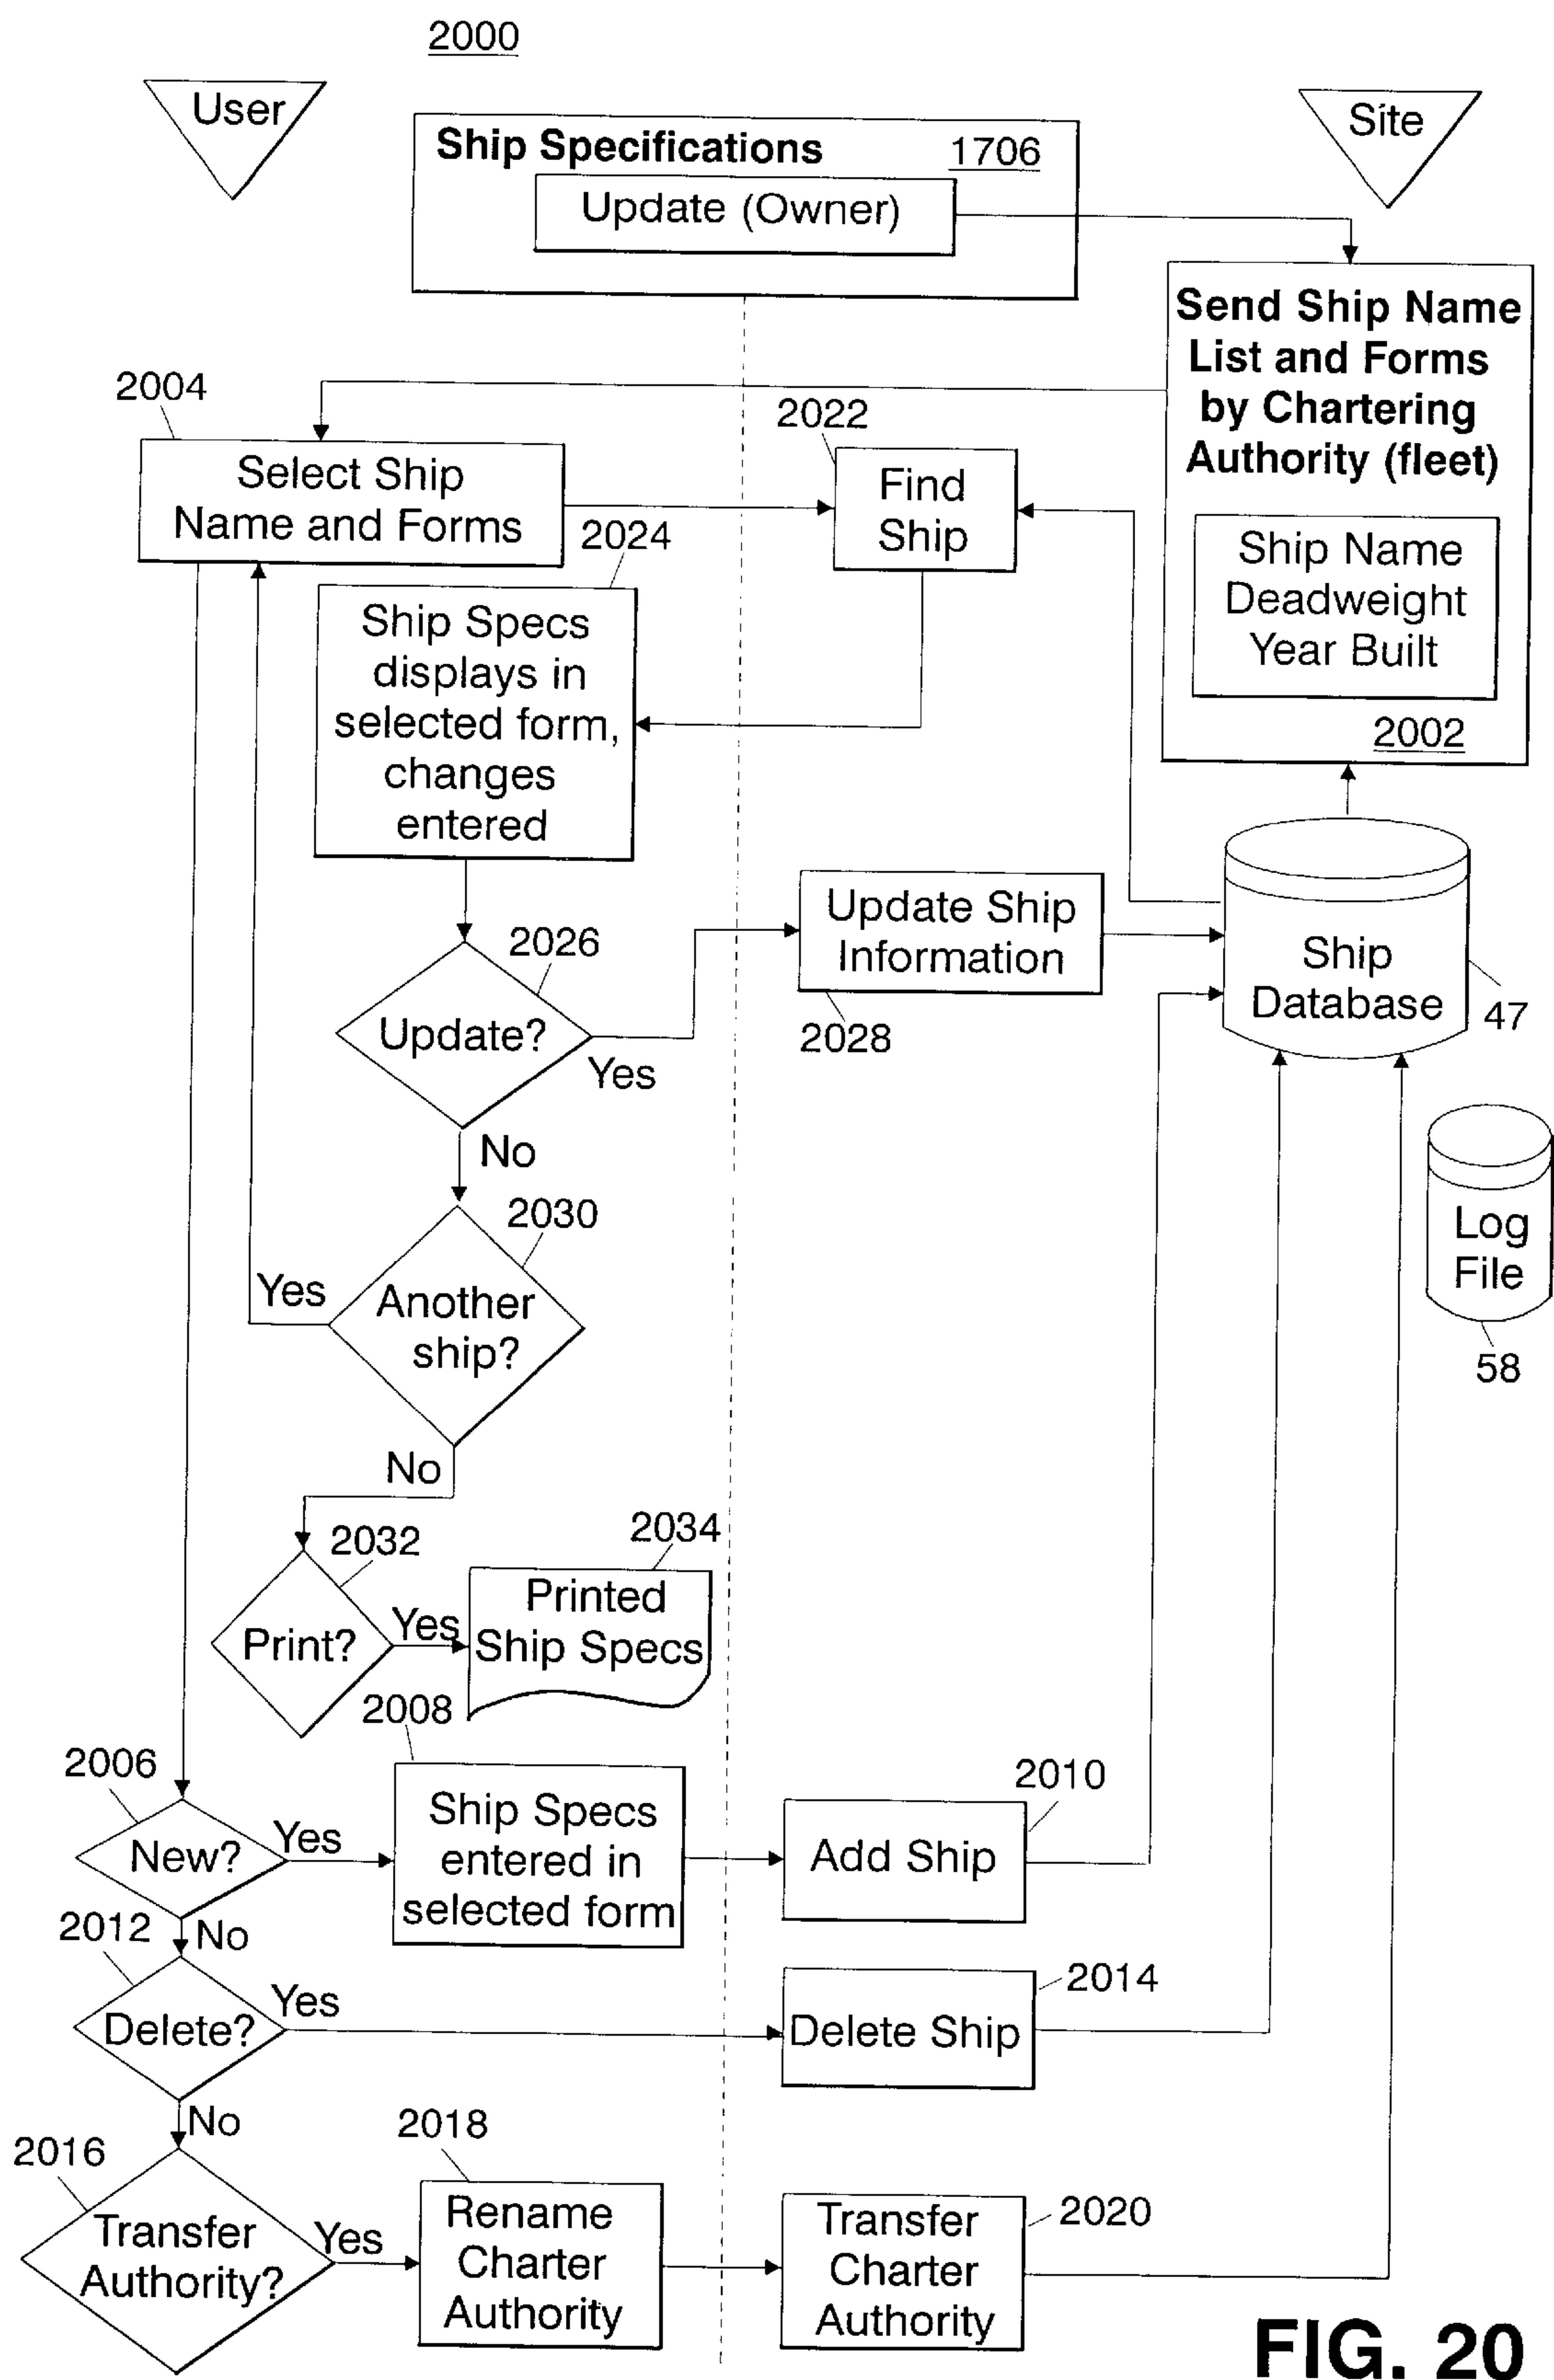 2000
User
Site
Ship Specifications
1706
Update (Owner)
Send Ship Name
List and Forms
by Chartering
Authority (fleet)
Ship Name
Deadweight
Year Built
2002
2004
Select Ship
Name and Forms
2022
Find
Ship
2024
Ship Specs
displays in
selected form,
changes
entered
2026
Update?
Yes
No
Update Ship
Information
2028
Ship
Database
47
Log
File
58
2030
Another
ship?
Yes
No
2032
Print?
Yes
2034
Printed
Ship Specs
2006
New?
Yes
No
2008
Ship Specs
entered in
selected form
2010
Add Ship
2012
Delete?
Yes
No
2014
Delete Ship
2016
Transfer
Authority?
Yes
2018
Rename
Charter
Authority
2020
Transfer
Charter
Authority
FIG. 20